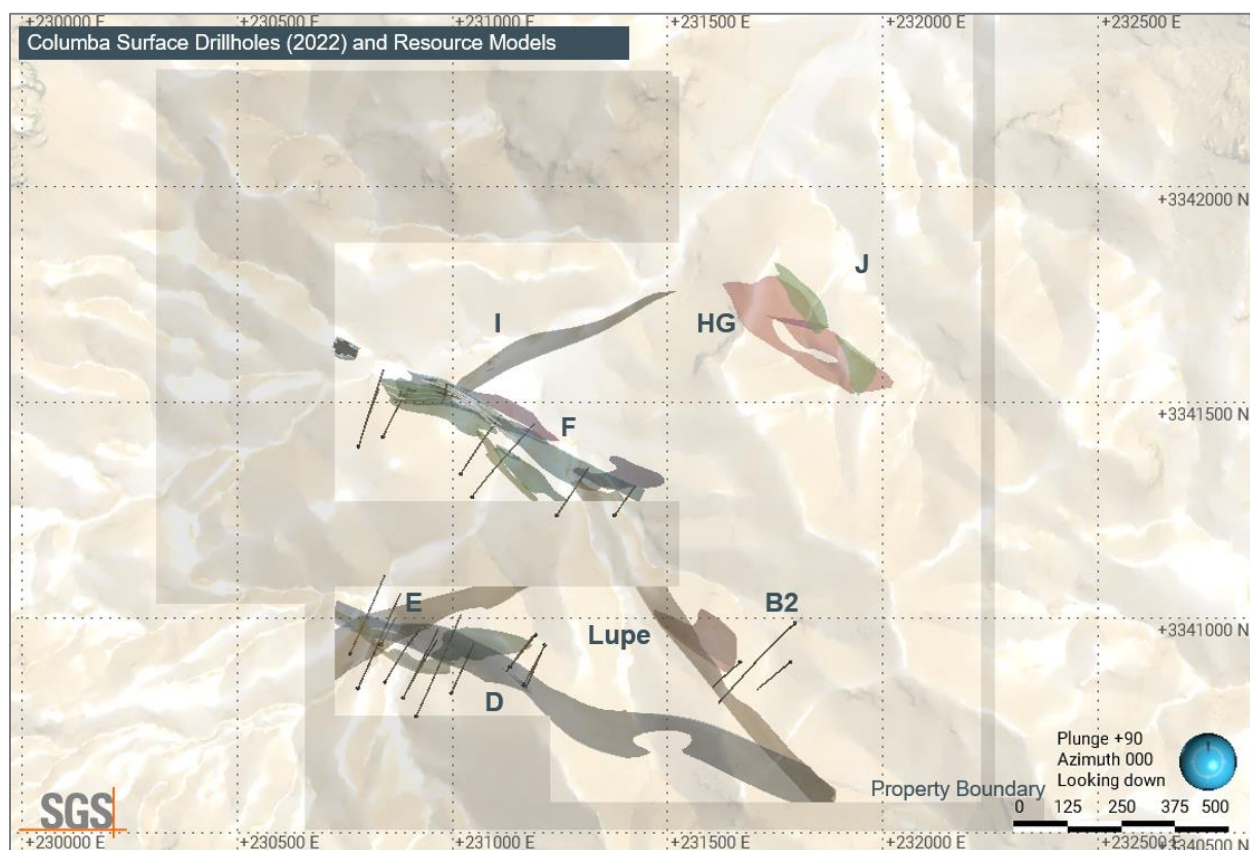 +230000 E
+230500 E
+231000 E
+231500 E
+232000 E
+232500 E
Columba Surface Drillholes (2022) and Resource Models
+3342000 N
J
I
HG
+3341500 N
F
E
B2
+3341000 N
Lupe
D
Plunge +90
Azimuth 000
Looking down
Property Boundary
0 125 250 375 500
SGS
+230000 E
+230500 E
+231000 E
+231500 E
+232000 E
+232500 E
+3340500 N